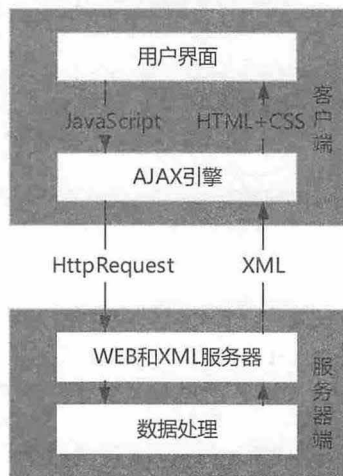 用户界面
JavaScript
HTML+CSS
客户端
AJAX引擎
HttpRequest
XML
WEB和XML服务器
服务器端
数据处理